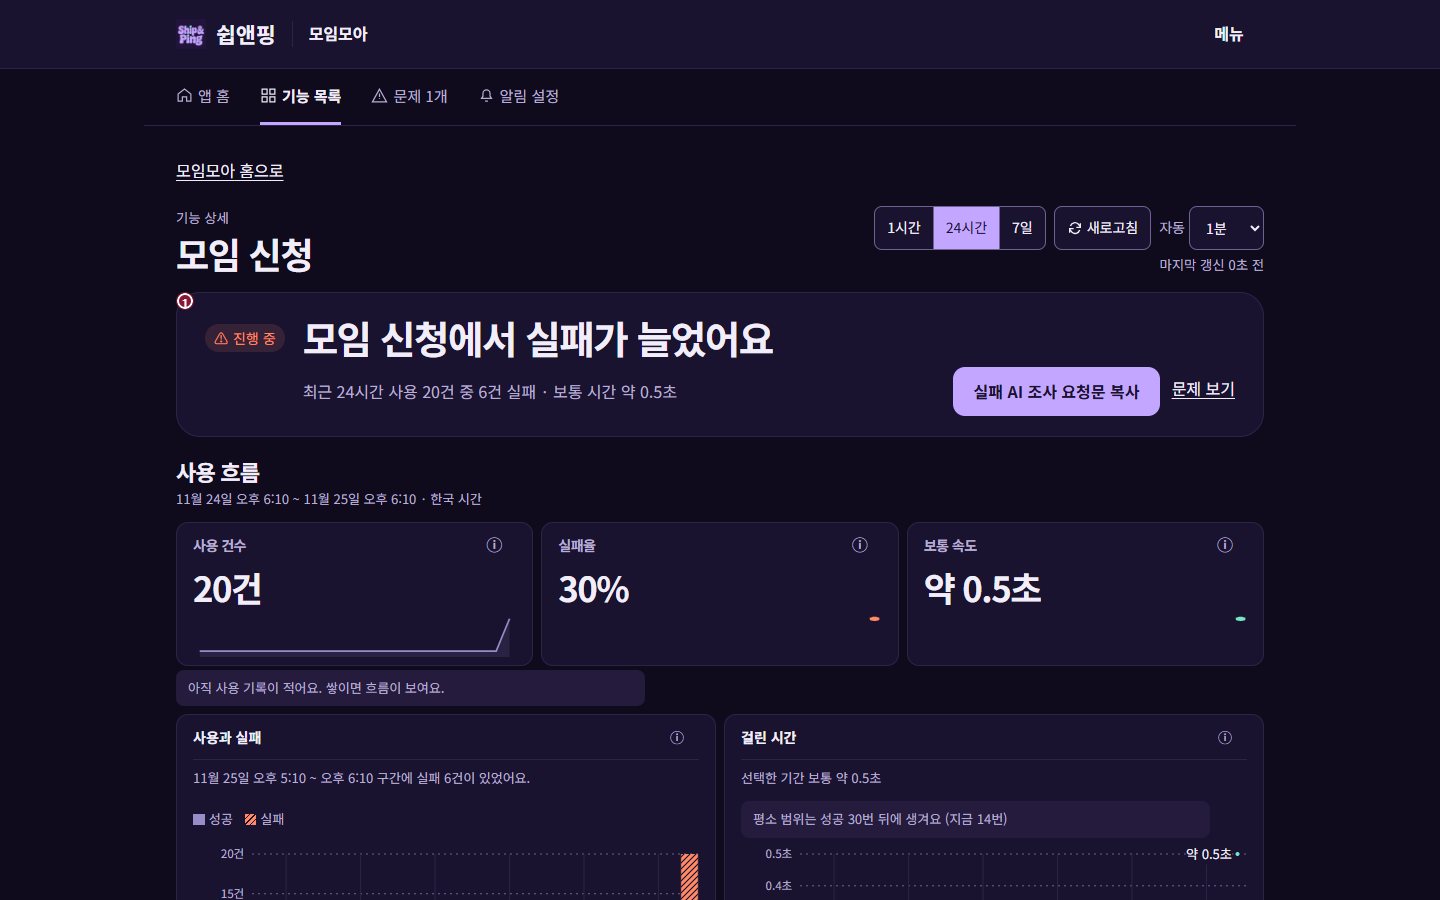 Ship&
Ping
쉽앤핑
모임모아
메뉴
앱 홈
기능 목록
문제 1개
알림 설정
모임모아 홈으로
기능 상세
모임 신청
1시간
24시간
7일
새로고침
자동
1분
마지막 갱신 0초 전
1
진행 중
모임 신청에서 실패가 늘었어요
최근 24시간 사용 20건 중 6건 실패 · 보통 시간 약 0.5초
실패 AI 조사 요청문 복사
문제 보기
사용 흐름
11월 24일 오후 6:10 ~ 11월 25일 오후 6:10 · 한국 시간
사용 건수
20건
실패율
30%
보통 속도
약 0.5초
아직 사용 기록이 적어요. 쌓이면 흐름이 보여요.
사용과 실패
11월 25일 오후 5:10 ~ 오후 6:10 구간에 실패 6건이 있었어요.
성공
실패
20건
15건
걸린 시간
선택한 기간 보통 약 0.5초
평소 범위는 성공 30번 뒤에 생겨요 (지금 14번)
0.5초
약 0.5초
0.4초